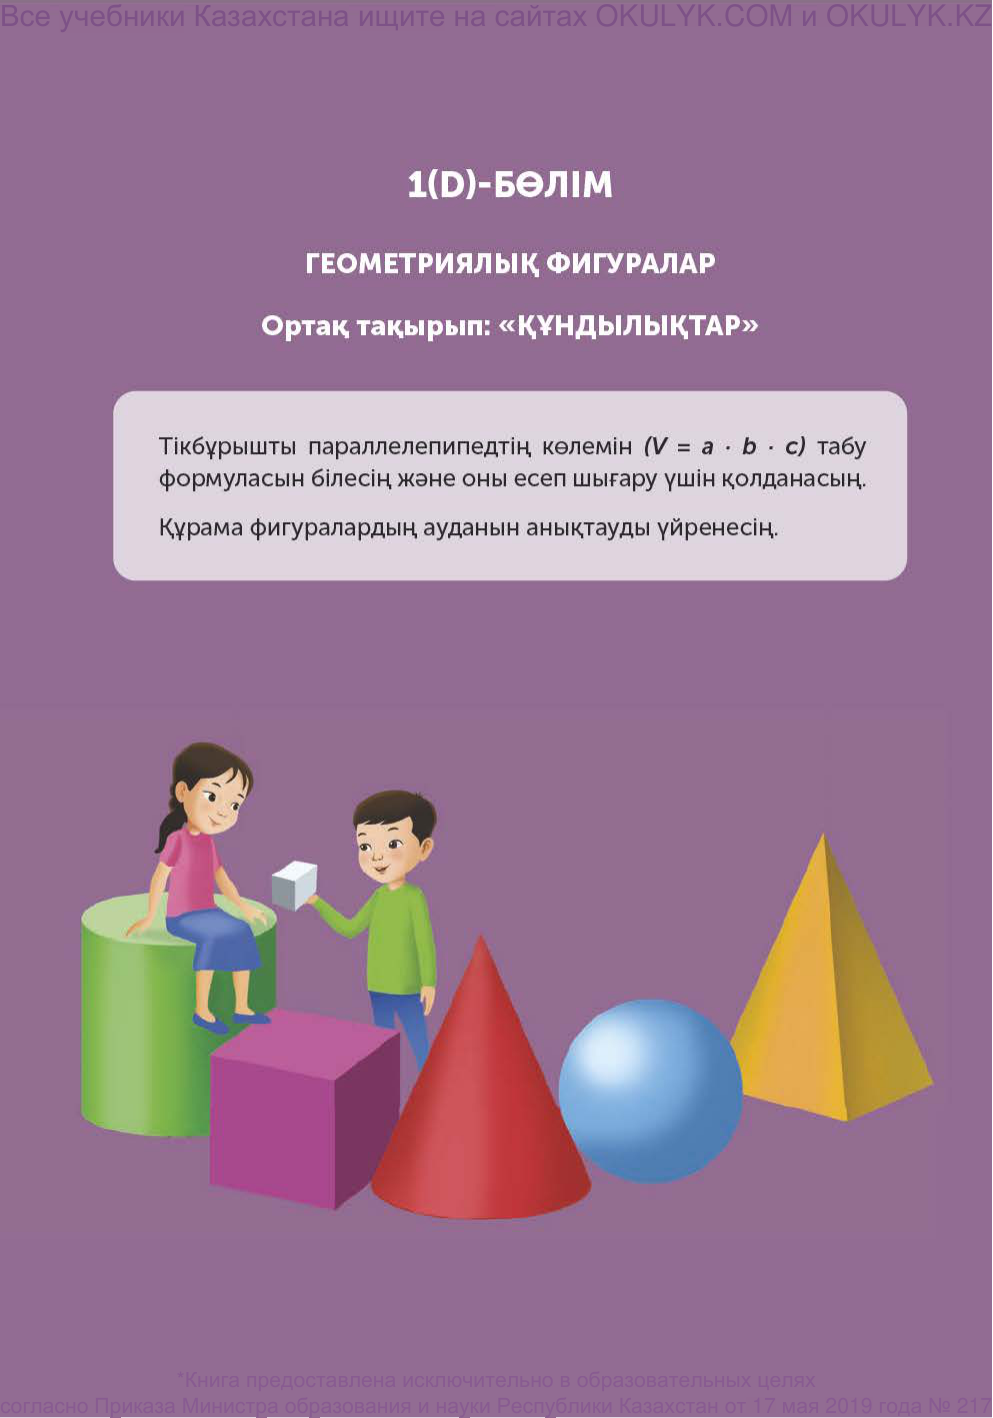 Все учебники Казахстана ищите на сайтах OKULYK.COM и OKULYK.KZ
1(D)-БӨЛІМ
ГЕОМЕТРИЯЛЫҚ ФИГУРАЛАР
Ортақ тақырып: «ҚҰНДЫЛЫҚТАР»
Тікбұрышты параллелепипедтің көлемін (V = a · b · c) табу
формуласын білесің және оны есеп шығару үшін қолданасың.
Құрама фигуралардың ауданын анықтауды үйренесің.
*Книга предоставлена исключительно в образовательных целях
согласно Приказа Министра образования и науки Республики Казахстан от 17 мая 2019 года № 217